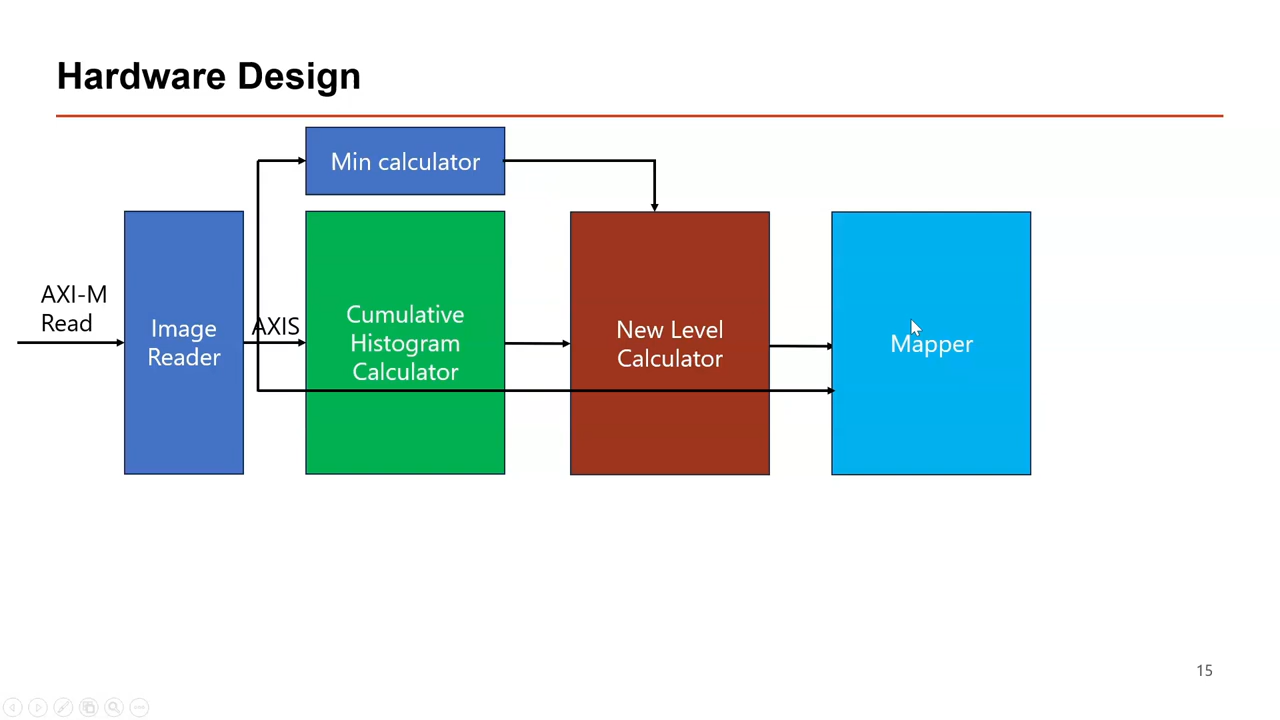 Hardware Design
Min calculator
AXI-M
Read
Image
Reader
AXIS
Cumulative
Histogram
Calculator
New Level
Calculator
Mapper
15